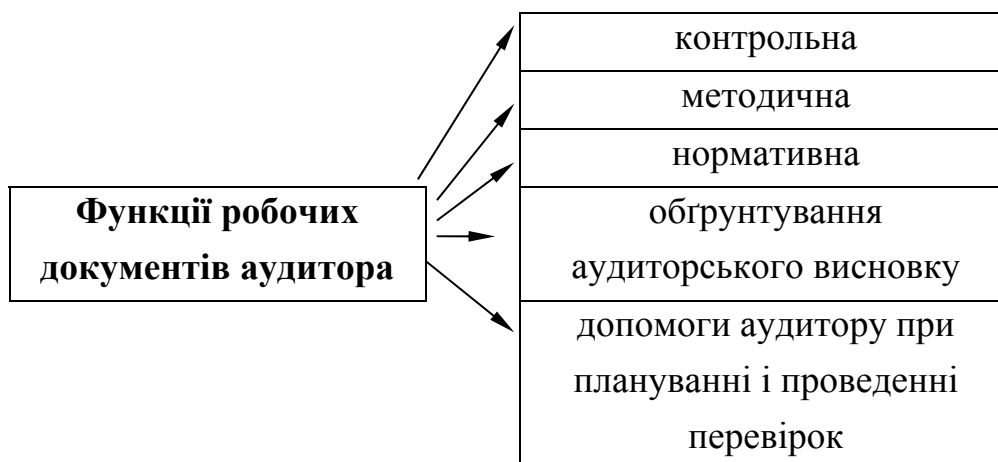 Функції робочих
документів аудитора
контрольна
методична
нормативна
обґрунтування
аудиторського висновку
допомоги аудитору при
плануванні і проведенні
перевірок